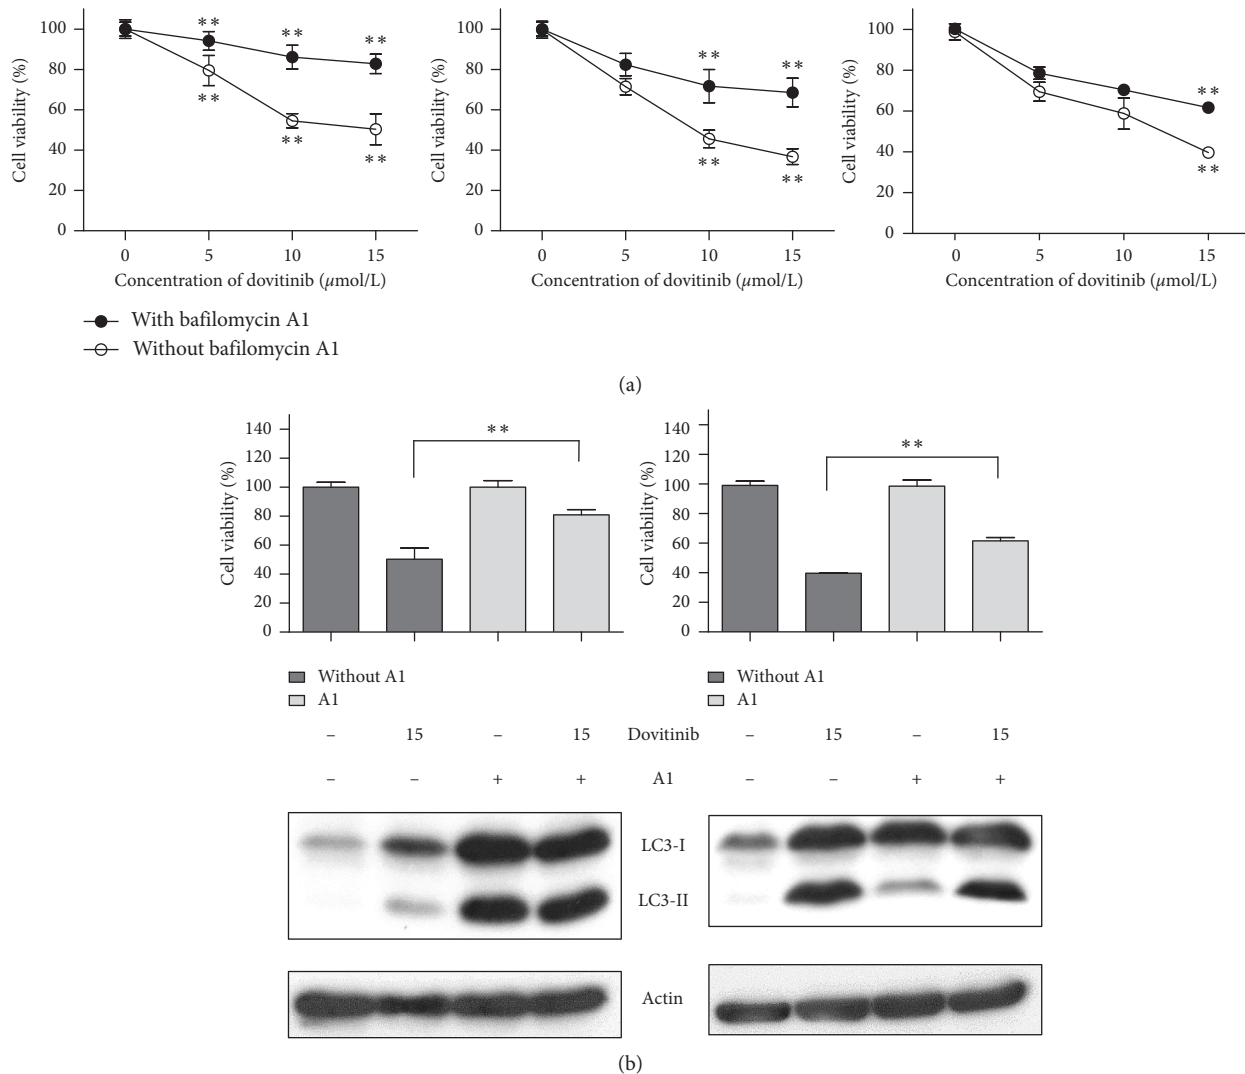 100
80
60
40
20
0
Cell viability (%)
** ** **
** ** **
0 5 10 15
Concentration of dovitinib (μmol/L)
100
80
60
40
20
0
Cell viability (%)
** **
** **
0 5 10 15
Concentration of dovitinib (μmol/L)
100
80
60
40
20
0
Cell viability (%)
**
**
0 5 10 15
Concentration of dovitinib (μmol/L)
With bafilomycin A1
Without bafilomycin A1
(a)
140
120
100
80
60
40
20
0
Cell viability (%)
**
Without A1
A1
140
120
100
80
60
40
20
0
Cell viability (%)
**
Without A1
A1
– 15 – 15 Dovitinib – 15 – 15
– – + + A1 – – + +
LC3-I
LC3-II
Actin
(b)